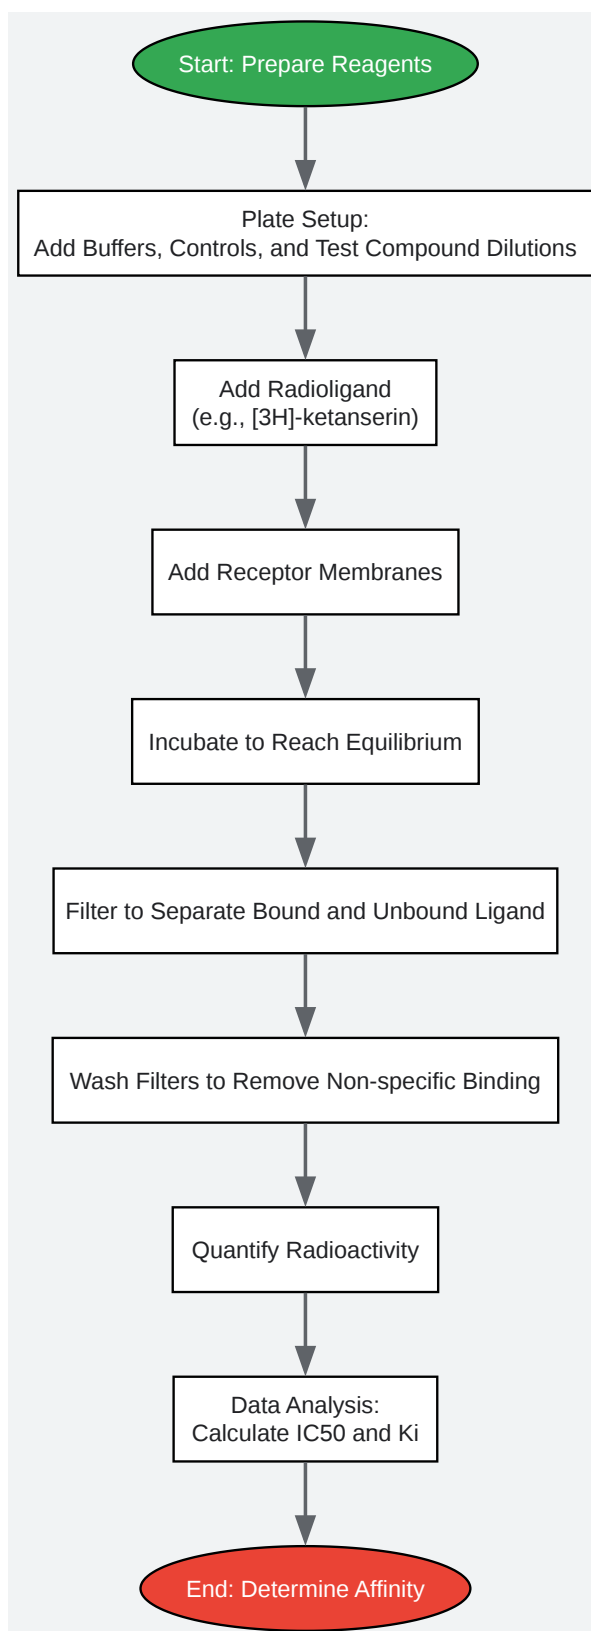 Start: Prepare Reagents
Plate Setup:
Add Buffers, Controls, and Test Compound Dilutions
Add Radioligand
(e.g., [3H]-ketanserin)
Add Receptor Membranes
Incubate to Reach Equilibrium
Filter to Separate Bound and Unbound Ligand
Wash Filters to Remove Non-specific Binding
Quantify Radioactivity
Data Analysis:
Calculate IC50 and Ki
End: Determine Affinity